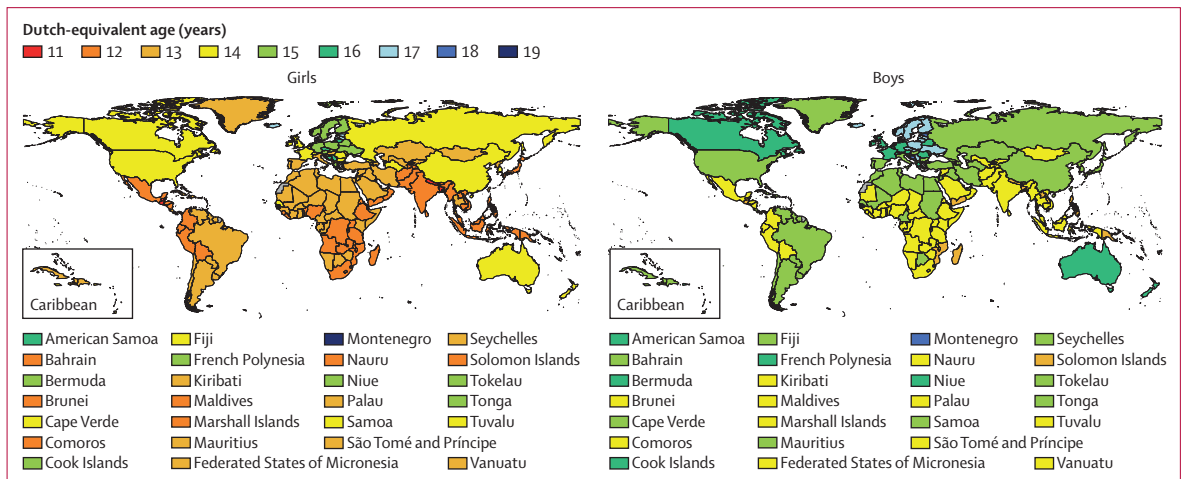 Dutch-equivalent age (years)
11 12 13 14 15 16 17 18 19
Girls
Boys
Caribbean
American Samoa Fiji Montenegro Seychelles
Bahrain French Polynesia Nauru Solomon Islands
Bermuda Kiribati Niue Tokelau
Brunei Maldives Palau Tonga
Cape Verde Marshall Islands Samoa Tuvalu
Comoros Mauritius São Tomé and Príncipe
Cook Islands Federated States of Micronesia Vanuatu
Caribbean
American Samoa Fiji Montenegro Seychelles
Bahrain French Polynesia Nauru Solomon Islands
Bermuda Kiribati Niue Tokelau
Brunei Maldives Palau Tonga
Cape Verde Marshall Islands Samoa Tuvalu
Comoros Mauritius São Tomé and Príncipe
Cook Islands Federated States of Micronesia Vanuatu